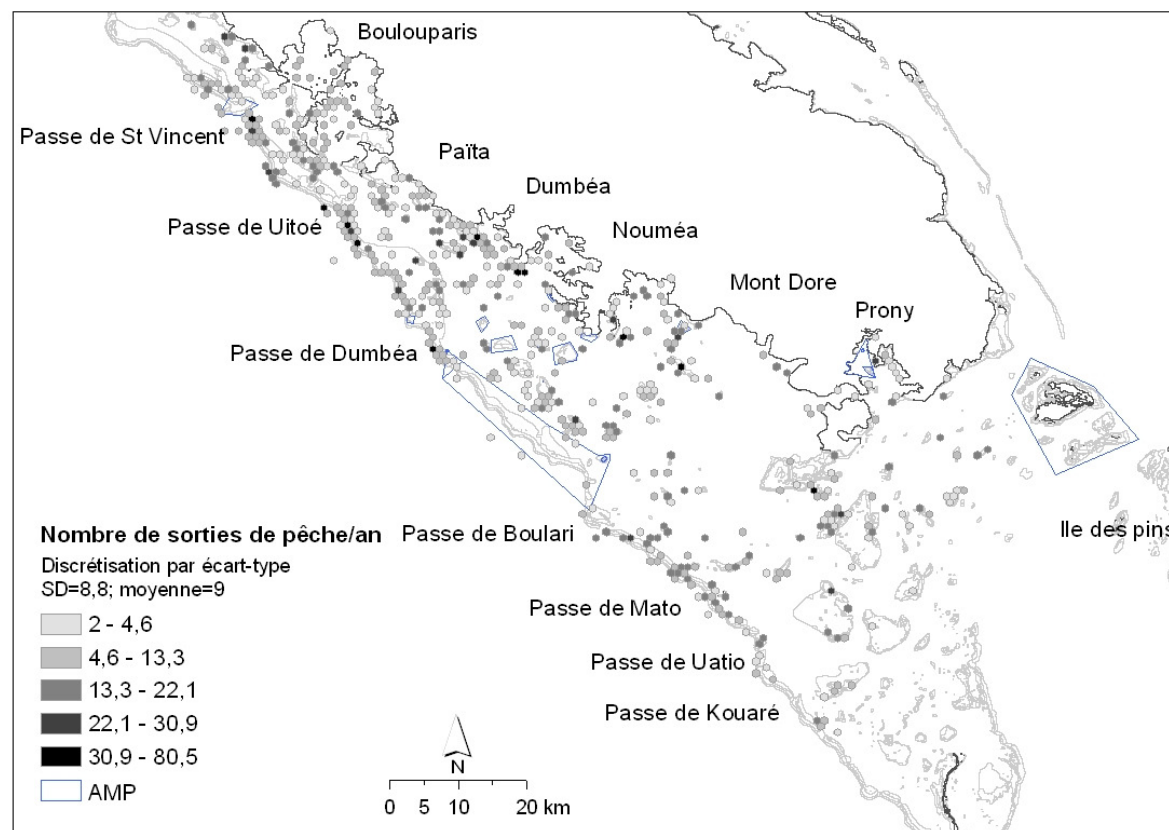 Boulouparis
Passe de St Vincent
Païta
Dumbéa
Passe de Uitoé
Nouméa
Mont Dore
Prony
Passe de Dumbéa
Ile des pins
Passe de Boulari
Passe de Mato
Passe de Uatio
Passe de Kouaré
Nombre de sorties de pêche/an
Discrétisation par écart-type
SD=8,8; moyenne=9
2 - 4,6
4,6 - 13,3
13,3 - 22,1
22,1 - 30,9
30,9 - 80,5
AMP
N
0 5 10 20 km